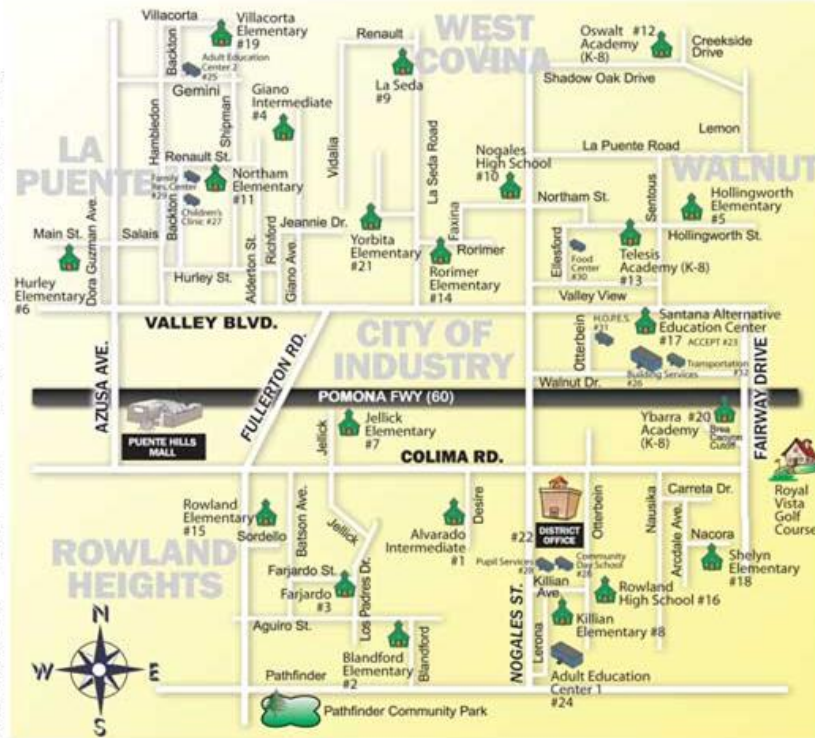 WEST
COVINA
LA
PUENTE
WALNUT
CITY OF
INDUSTRY
ROWLAND
HEIGHTS
Villacorta
Villacorta
Elementary
#19
Backton
Adult Education
Center 2
#25
Gemini
Hambledon
Shipman
Giano
Intermediate
#4
Renault
La Seda
#9
Vidalia
La Seda Road
Oswalt #12
Academy
(K-8)
Creekside
Drive
Shadow Oak Drive
Lemon
La Puente Road
Nogales
High School
#10
Renault St.
Family
Res. Center
#29
Northam
Elementary
#11
Children's
Clinic #27
Backton
Main St.
Salais
Dora Guzman Ave.
Hurley
Elementary
#6
Hurley St.
Alderton St.
Richford
Giano Ave.
Jeannie Dr.
Yorbita
Elementary
#21
Faxina
Rorimer
Rorimer
Elementary
#14
Northam St.
Sentous
Hollingworth
Elementary
#5
Hollingworth St.
Ellesford
Food
Center
#30
Telesis
Academy (K-8)
#13
Valley View
VALLEY BLVD.
H.O.P.E.S.
#31
Santana Alternative
Education Center
#17 ACCEPT #23
Otterbein
Transportation
#32
Building Services
#26
Walnut Dr.
AZUSA AVE.
FULLERTON RD.
FAIRWAY DRIVE
POMONA FWY (60)
PUENTE HILLS
MALL
Jellick
Jellick
Elementary
#7
Ybarra #20
Academy
(K-8)
Brea
Canyon
Cutoff
COLIMA RD.
Royal
Vista
Golf
Course
Rowland
Elementary
#15
Sordello
Batson Ave.
Jellick
Alvarado
Intermediate
#1
Desire
#22
DISTRICT
OFFICE
Otterbein
Nausika
Carreta Dr.
Arcdale Ave.
Nacora
Shelyn
Elementary
#18
Pupil Services
#28
Community
Day School
#26
Killian
Ave.
Rowland
High School #16
Killian
Elementary #8
Farjardo St.
Farjardo
#3
Los Padres Dr.
Aguiro St.
Blandford
Elementary
#2
Blandford
NOGALES ST.
Lerona
Adult Education
Center 1
#24
Pathfinder
Pathfinder Community Park
N
W
E
S